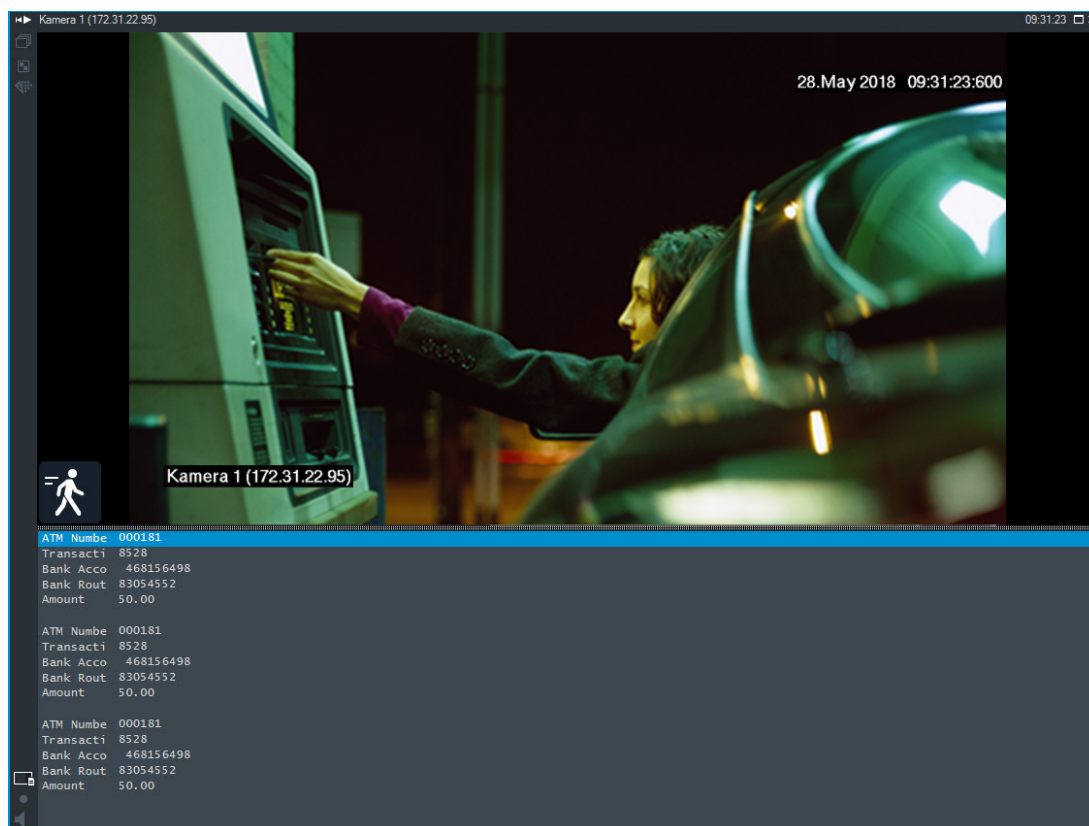 Kamera 1 (172.31.22.95) 09:31:23
28.May 2018 09:31:23:600
Kamera 1 (172.31.22.95)
ATM Numbe 000181
Transacti 8528
Bank Acco 468156498
Bank Rout 83054552
Amount 50.00
ATM Numbe 000181
Transacti 8528
Bank Acco 468156498
Bank Rout 83054552
Amount 50.00
ATM Numbe 000181
Transacti 8528
Bank Acco 468156498
Bank Rout 83054552
Amount 50.00